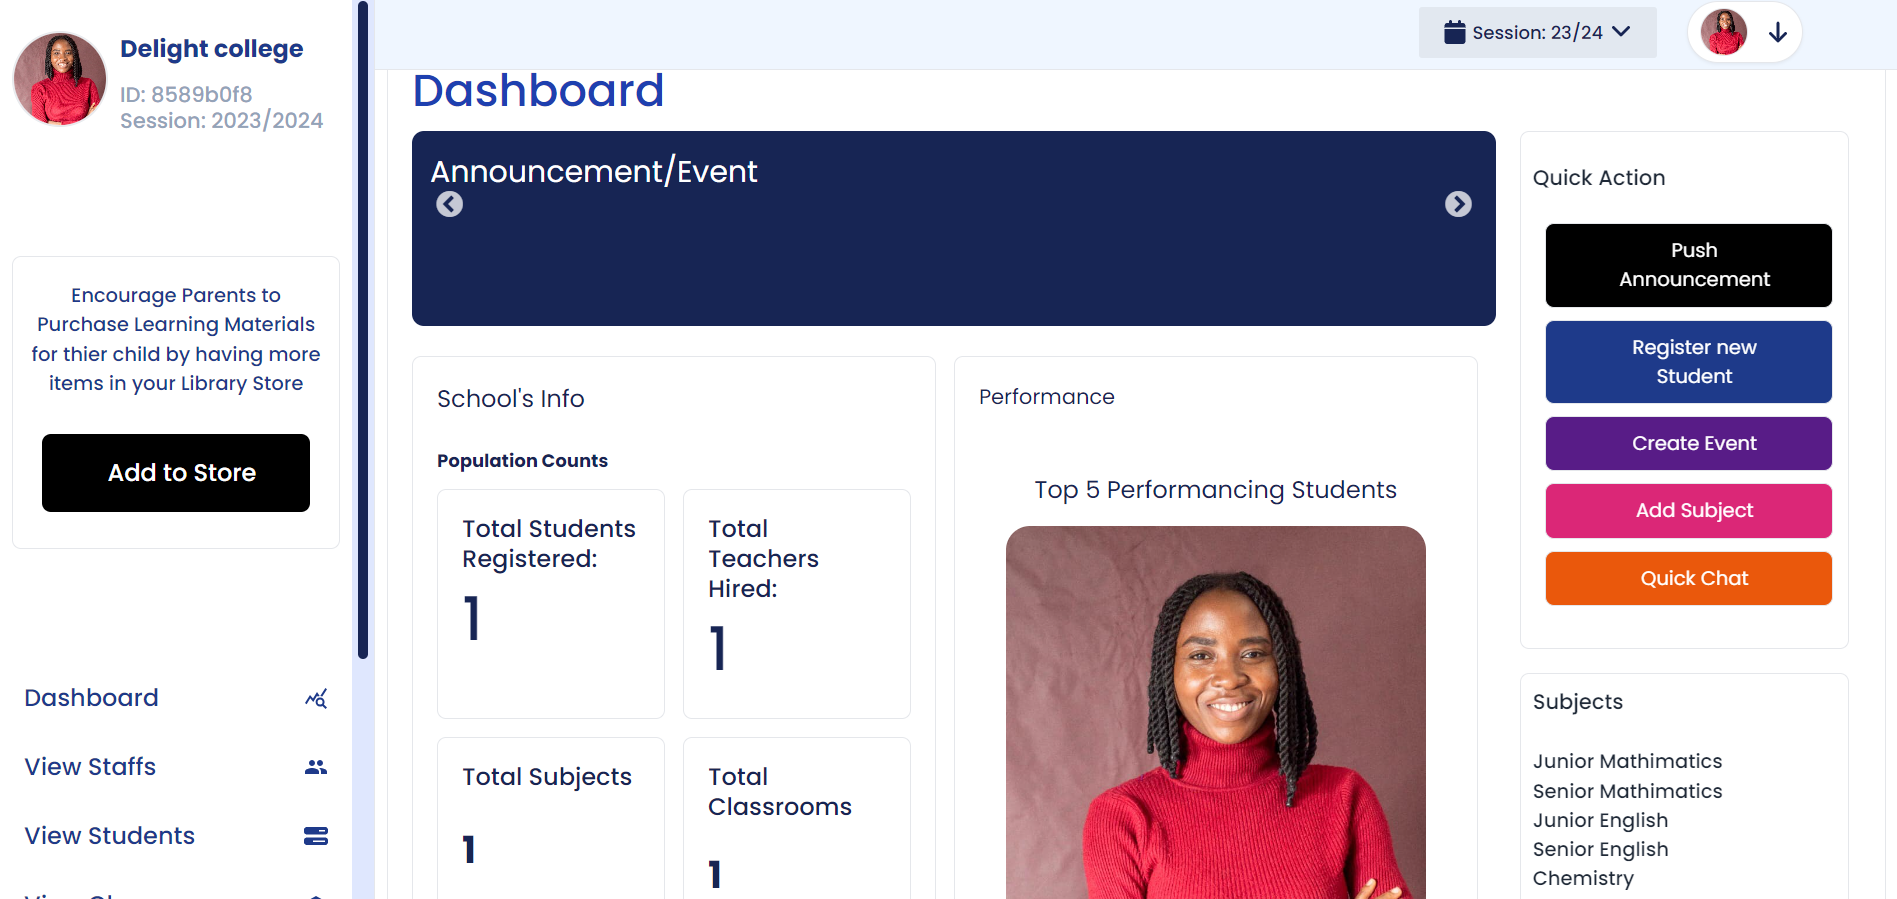 Delight college
ID: 8589b0f8
Session: 2023/2024
Encourage Parents to
Purchase Learning Materials
for thier child by having more
items in your Library Store
Add to Store
Dashboard
View Staffs
View Students
Session: 23/24
Dashboard
Announcement/Event
School's Info
Population Counts
Total Students
Registered:
1
Total
Teachers
Hired:
1
Total Subjects
1
Total
Classrooms
1
Performance
Top 5 Performancing Students
Quick Action
Push
Announcement
Register new
Student
Create Event
Add Subject
Quick Chat
Subjects
Junior Mathimatics
Senior Mathimatics
Junior English
Senior English
Chemistry